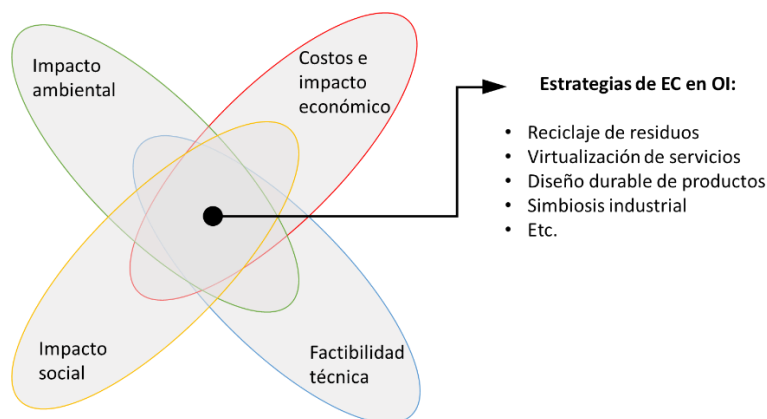 Impacto
ambiental
Costos e
impacto
económico
Impacto
social
Factibilidad
técnica
Estrategias de EC en OI:
• Reciclaje de residuos
• Virtualización de servicios
• Diseño durable de productos
• Simbiosis industrial
• Etc.